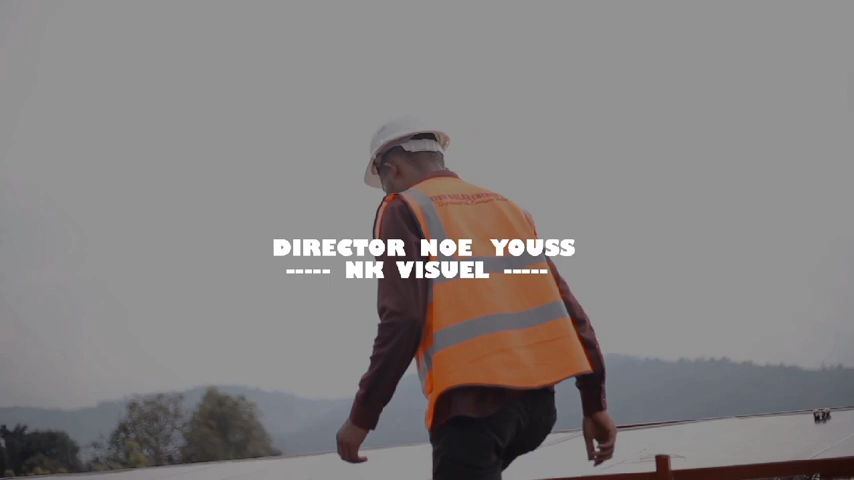 DIRECTOR NOE YOUSS
----- NK VISUEL -----